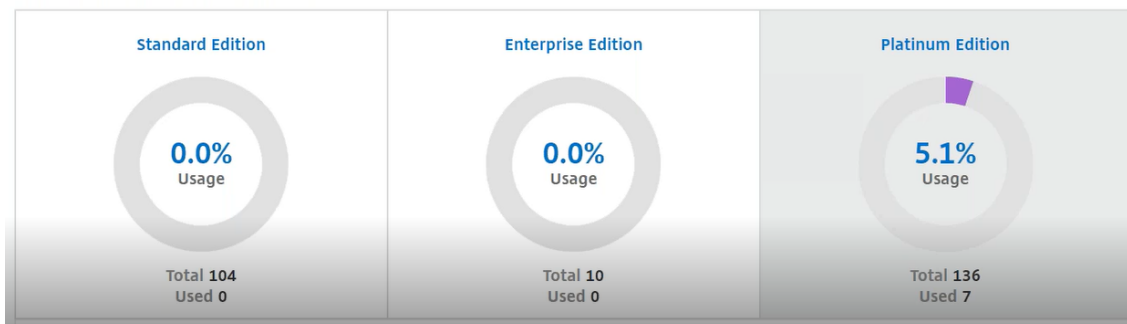 Standard Edition
0.0%
Usage
Total 104
Used 0
Enterprise Edition
0.0%
Usage
Total 10
Used 0
Platinum Edition
5.1%
Usage
Total 136
Used 7